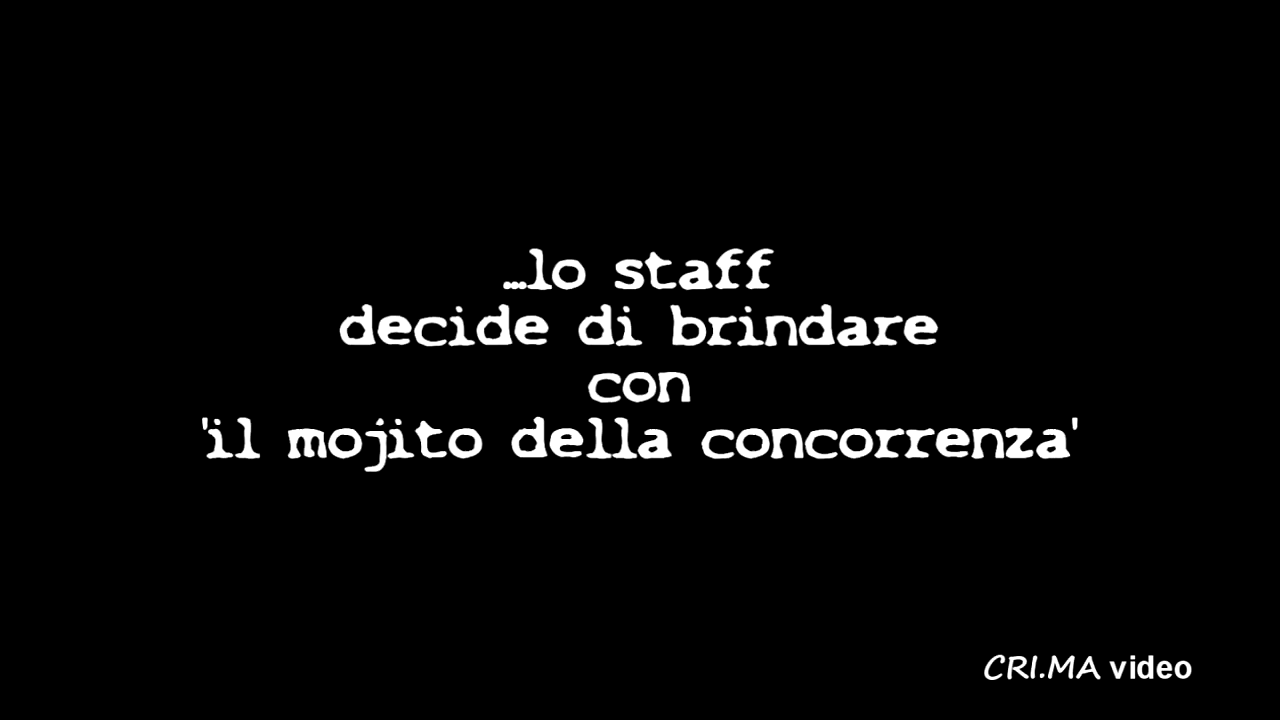 ...lo staff
decide di brindare
con
'il mojito della concorrenza'
CRI.MA video